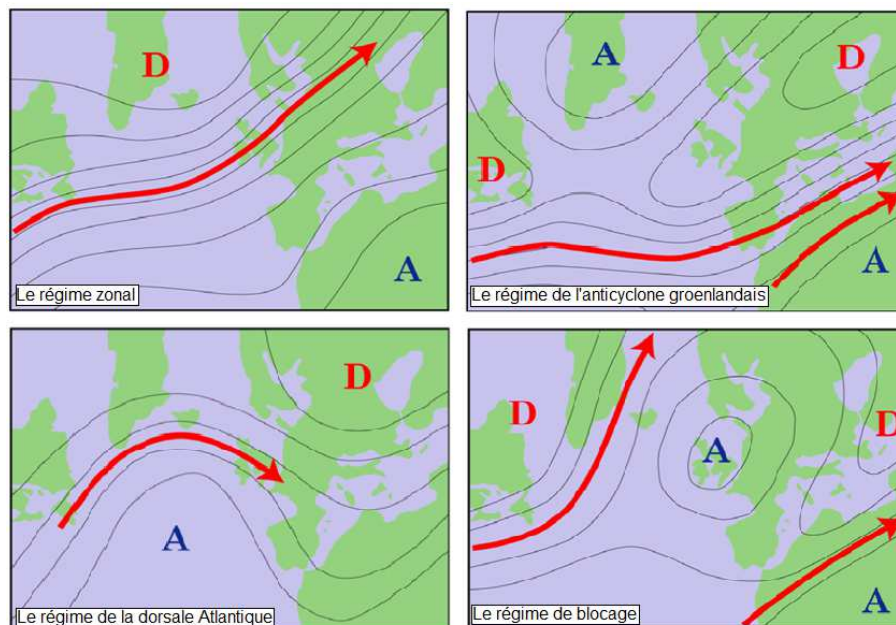 D
A
Le régime zonal
A
D
D
A
Le régime de l'anticyclone groenlandais
D
A
Le régime de la dorsale Atlantique
D
A
D
A
Le régime de blocage